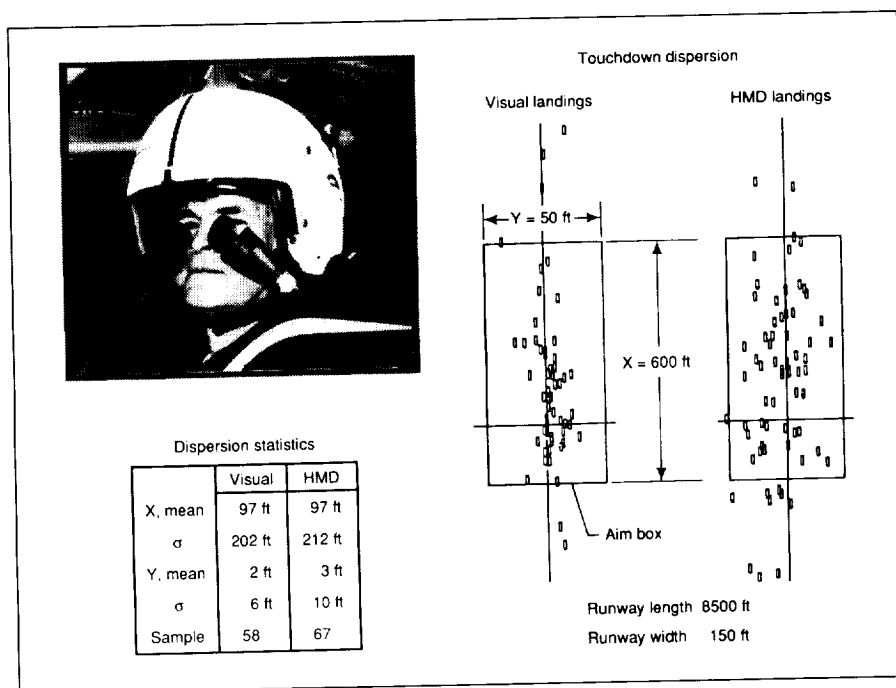 Touchdown dispersion
Visual landings
HMD landings
Y = 50 ft
X = 600 ft
Aim box
Runway length 8500 ft
Runway width 150 ft
Dispersion statistics
Visual HMD
X, mean 97 ft 97 ft
σ 202 ft 212 ft
Y, mean 2 ft 3 ft
σ 6 ft 10 ft
Sample 58 67